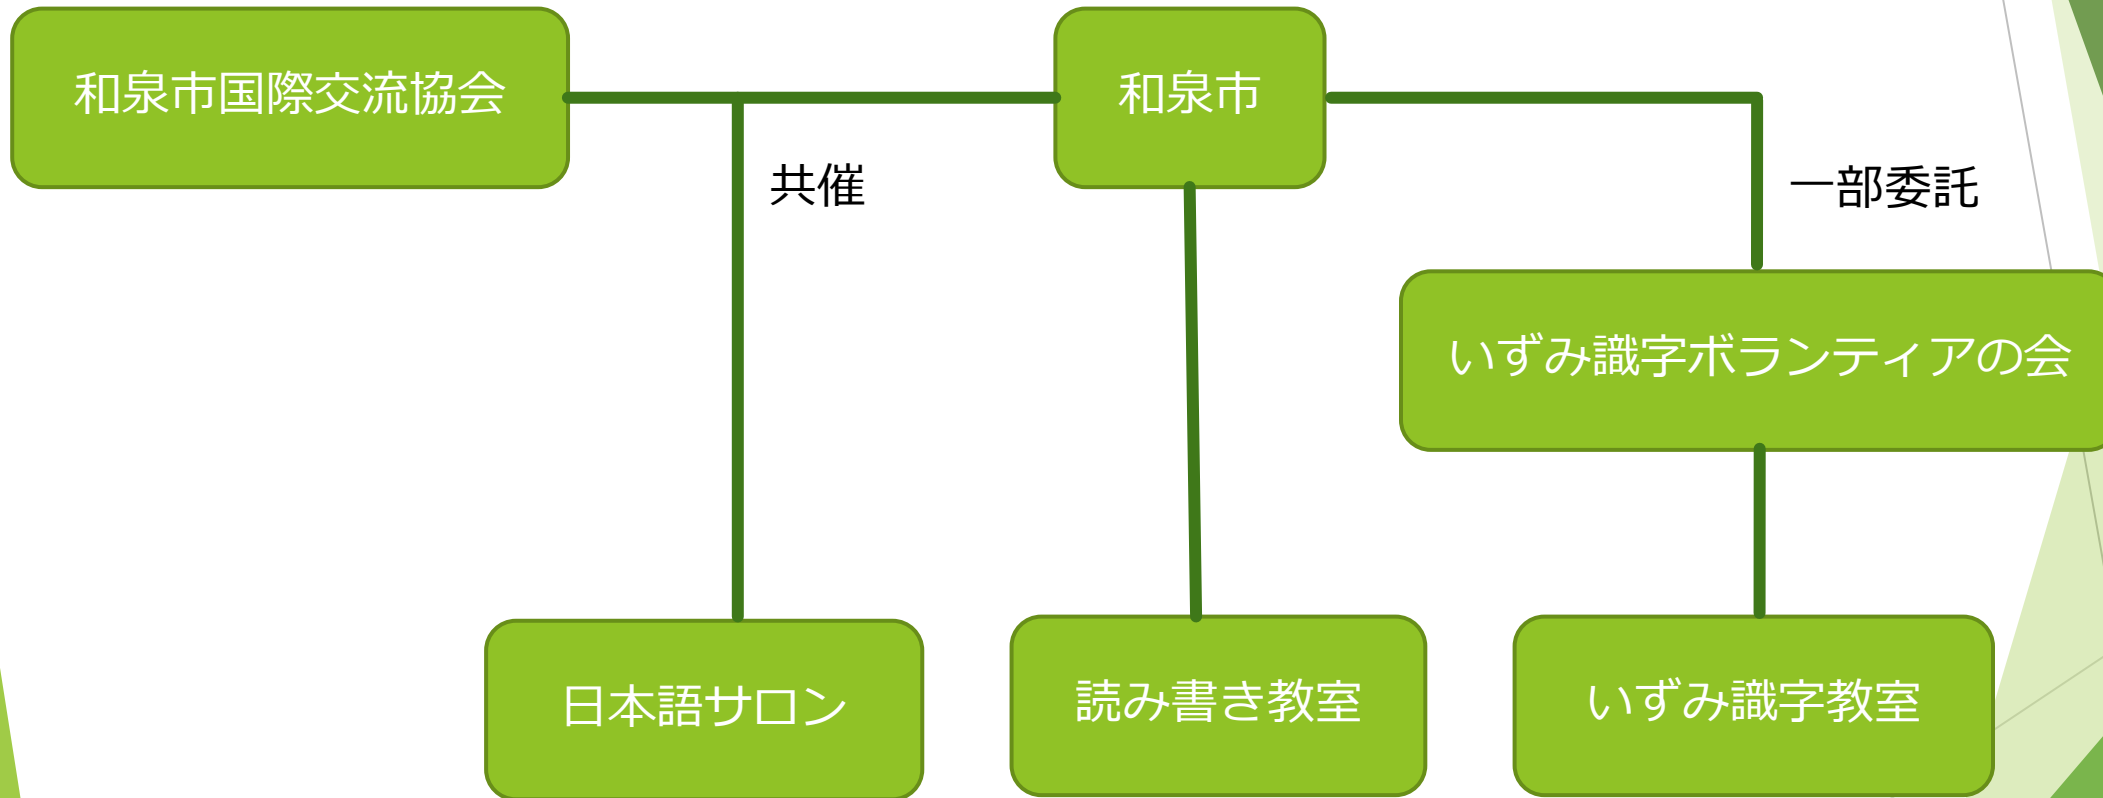 和泉市国際交流協会
和泉市
共催
一部委託
いずみ識字ボランティアの会
日本語サロン
読み書き教室
いずみ識字教室